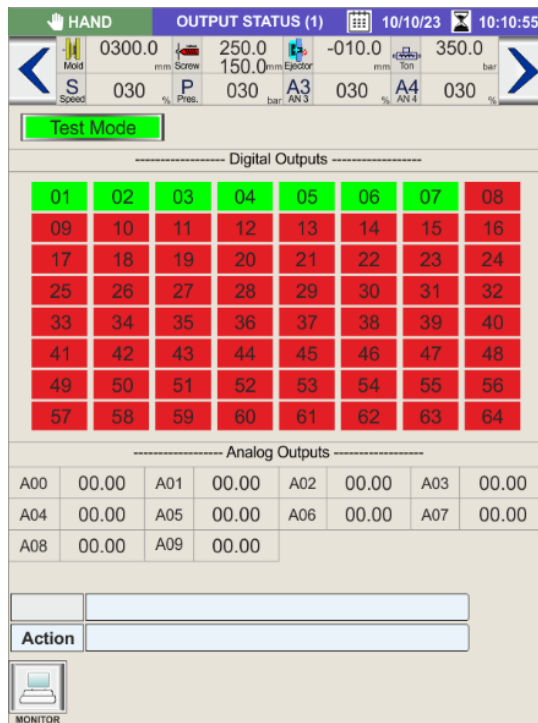 HAND OUTPUT STATUS (1) 10/10/23 10:10:55
Mold 0300.0 mm Screw 250.0 150.0 mm Ejector -010.0 mm Ton 350.0 bar
S Speed 030 % P Pres. 030 bar A3 AN 3 030 % A4 AN 4 030 %
Test Mode
------------------- Digital Outputs -------------------
01 02 03 04 05 06 07 08
09 10 11 12 13 14 15 16
17 18 19 20 21 22 23 24
25 26 27 28 29 30 31 32
33 34 35 36 37 38 39 40
41 42 43 44 45 46 47 48
49 50 51 52 53 54 55 56
57 58 59 60 61 62 63 64
------------------- Analog Outputs -------------------
A00 00.00 A01 00.00 A02 00.00 A03 00.00
A04 00.00 A05 00.00 A06 00.00 A07 00.00
A08 00.00 A09 00.00
Action
MONITOR